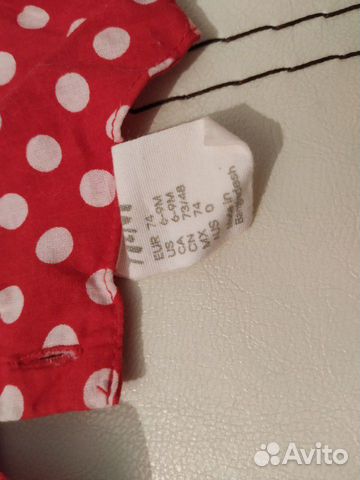 EUR 74 6-9M
US 6-9M
CA 73/48
CN 74
MX 0
AUS 0
Made in
Bangladesh
Avito